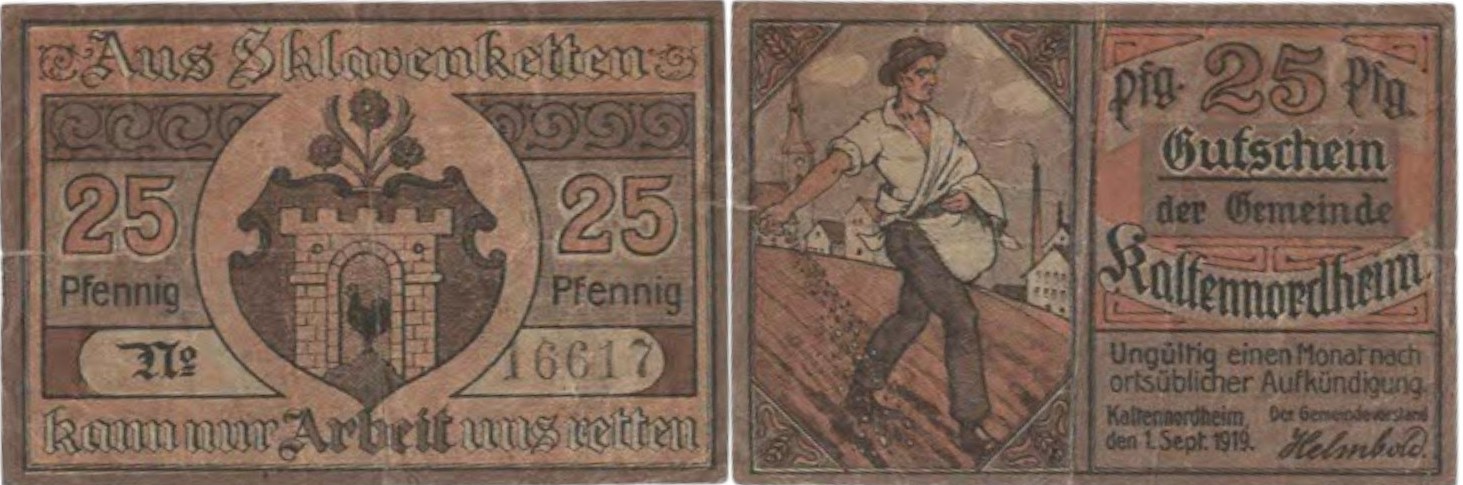 Aus Sklavenketten
25
Pfennig
25
Pfennig
№ 16617
kann nur Arbeit uns retten
Pfg. 25 Pfg.
Gutschein
der Gemeinde
Kaltennordheim.
Ungültig einen Monat nach
ortsüblicher Aufkündigung.
Kaltennordheim, Der Gemeindevorstand
den 1. Sept. 1919. Helmbold.